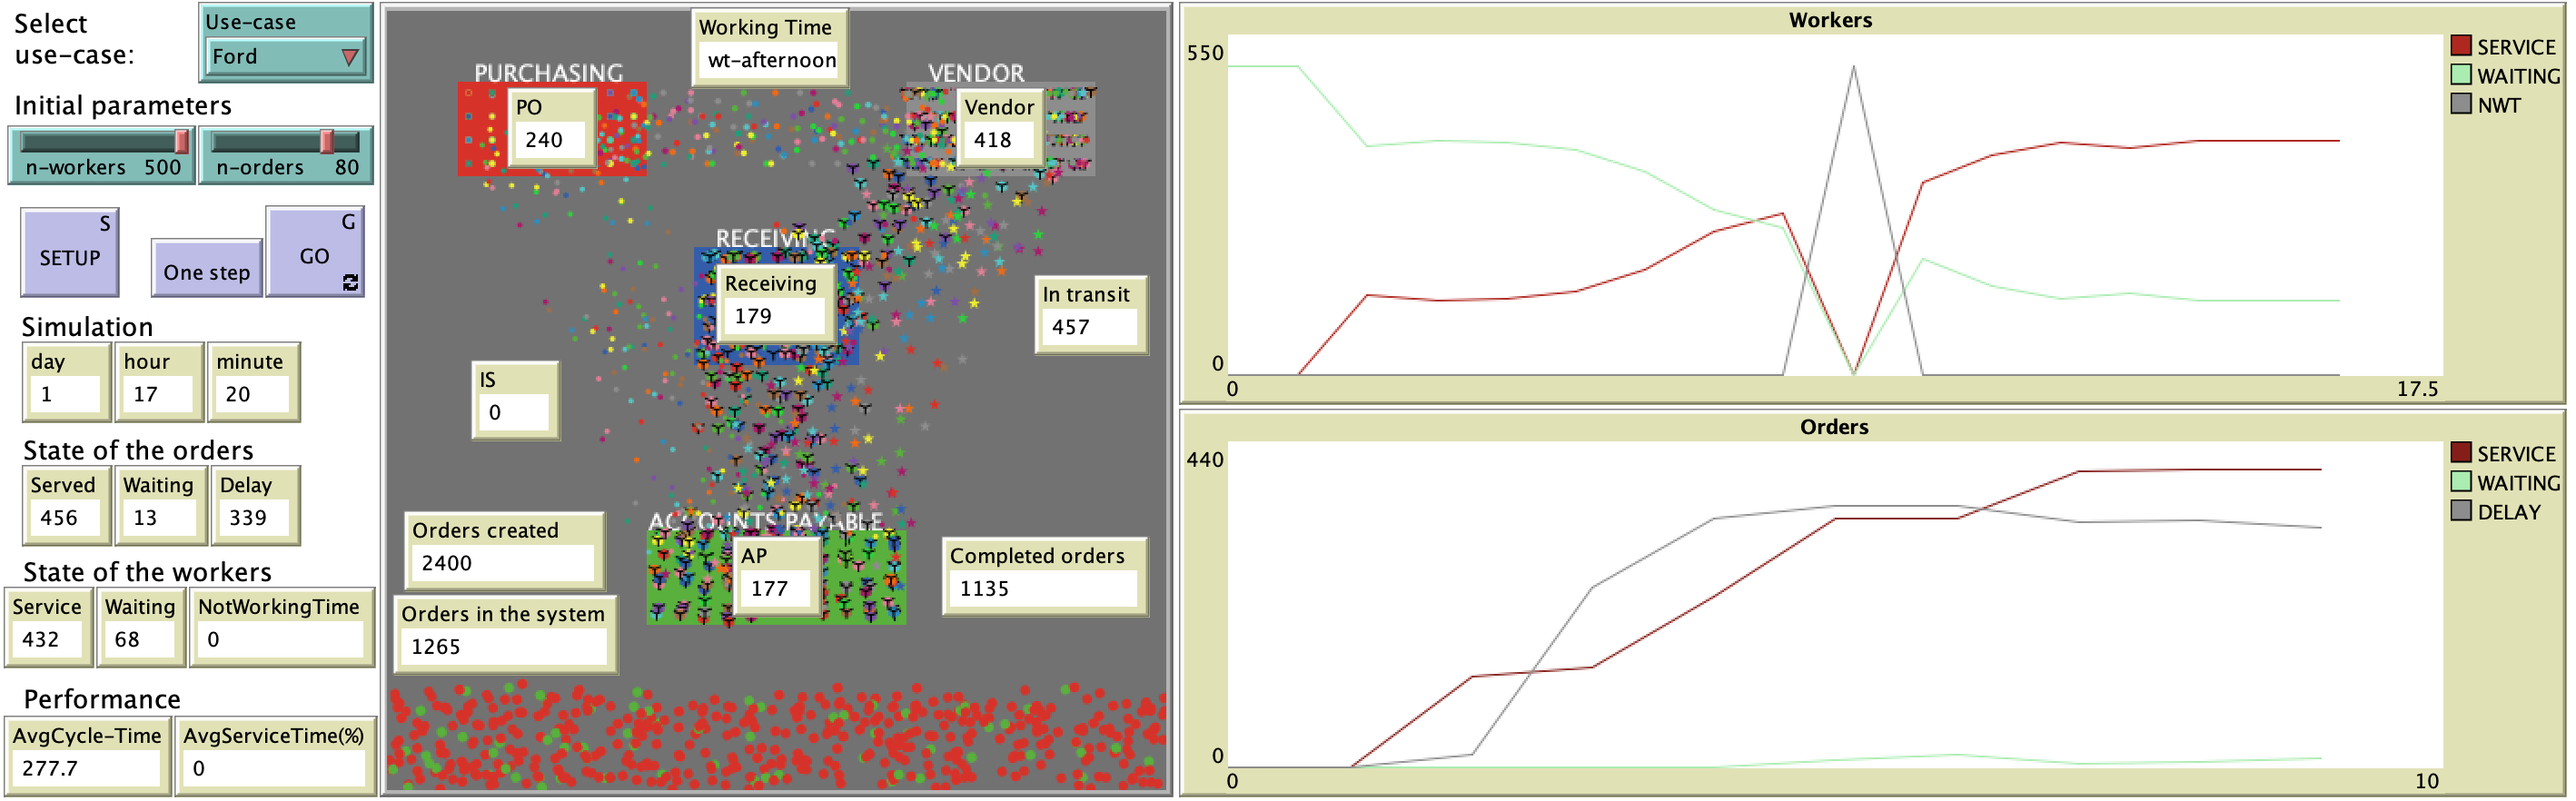 Select
use-case:
Use-case
Ford
Initial parameters
n-workers 500
n-orders 80
S
SETUP
One step
G
GO
Simulation
day
1
hour
17
minute
20
State of the orders
Served
456
Waiting
13
Delay
339
State of the workers
Service
432
Waiting
68
NotWorkingTime
0
Performance
AvgCycle-Time
277.7
AvgServiceTime(%)
0
Working Time
wt-afternoon
PURCHASING
PO
240
VENDOR
Vendor
418
RECEIVING
Receiving
179
In transit
457
IS
0
ACCOUNTS PAYABLE
AP
177
Orders created
2400
Orders in the system
1265
Completed orders
1135
Workers
550
0
0
17.5
SERVICE
WAITING
NWT
Orders
440
0
0
10
SERVICE
WAITING
DELAY